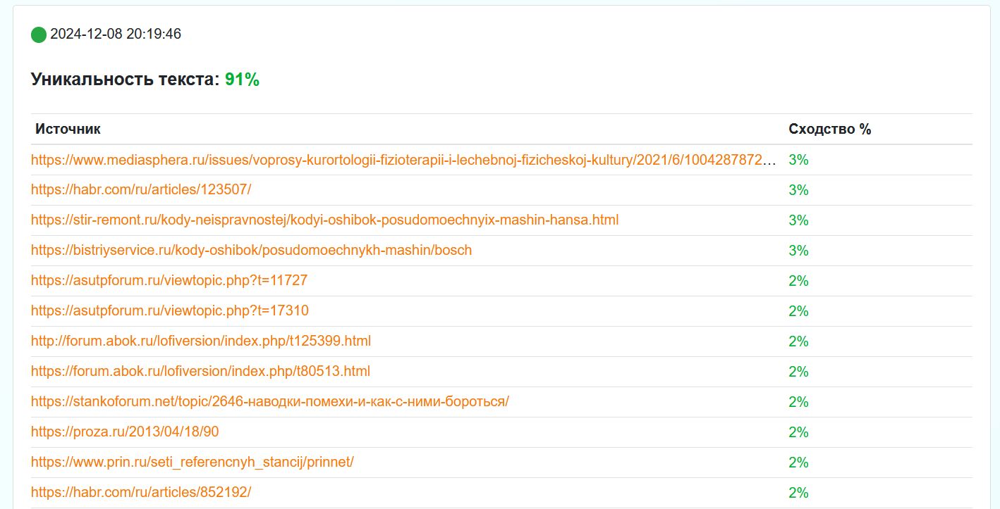 2024-12-08 20:19:46
Уникальность текста: 91%
Источник Сходство %
https://www.mediasphera.ru/issues/voprosy-kurortologii-fizioterapii-i-lechebnoj-fizicheskoj-kultury/2021/6/1004287872... 3%
https://habr.com/ru/articles/123507/ 3%
https://stir-remont.ru/kody-neispravnostej/kodyi-oshibok-posudomoechnyix-mashin-hansa.html 3%
https://bistriyservice.ru/kody-oshibok/posudomoechnykh-mashin/bosch 3%
https://asutpforum.ru/viewtopic.php?t=11727 2%
https://asutpforum.ru/viewtopic.php?t=17310 2%
http://forum.abok.ru/lofiversion/index.php/t125399.html 2%
https://forum.abok.ru/lofiversion/index.php/t80513.html 2%
https://stankoforum.net/topic/2646-наводки-помехи-и-как-с-ними-бороться/ 2%
https://proza.ru/2013/04/18/90 2%
https://www.prin.ru/seti_referencnyh_stancij/prinnet/ 2%
https://habr.com/ru/articles/852192/ 2%